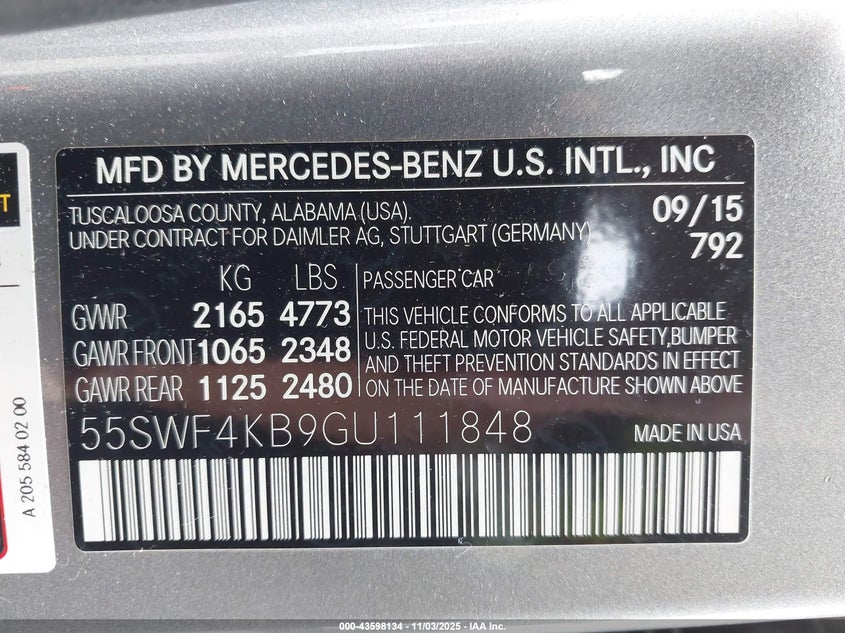 MFD BY MERCEDES-BENZ U.S. INTL., INC
TUSCALOOSA COUNTY, ALABAMA (USA). 09/15
UNDER CONTRACT FOR DAIMLER AG, STUTTGART (GERMANY) 792
KG LBS PASSENGER CAR
GVWR 2165 4773 THIS VEHICLE CONFORMS TO ALL APPLICABLE
GAWR FRONT 1065 2348 U.S. FEDERAL MOTOR VEHICLE SAFETY,BUMPER
AND THEFT PREVENTION STANDARDS IN EFFECT
GAWR REAR 1125 2480 ON THE DATE OF MANUFACTURE SHOWN ABOVE
55SWF4KB9GU111848 MADE IN USA
A 205 584 02 00
000-43598134 - 11/03/2025 - IAA Inc.